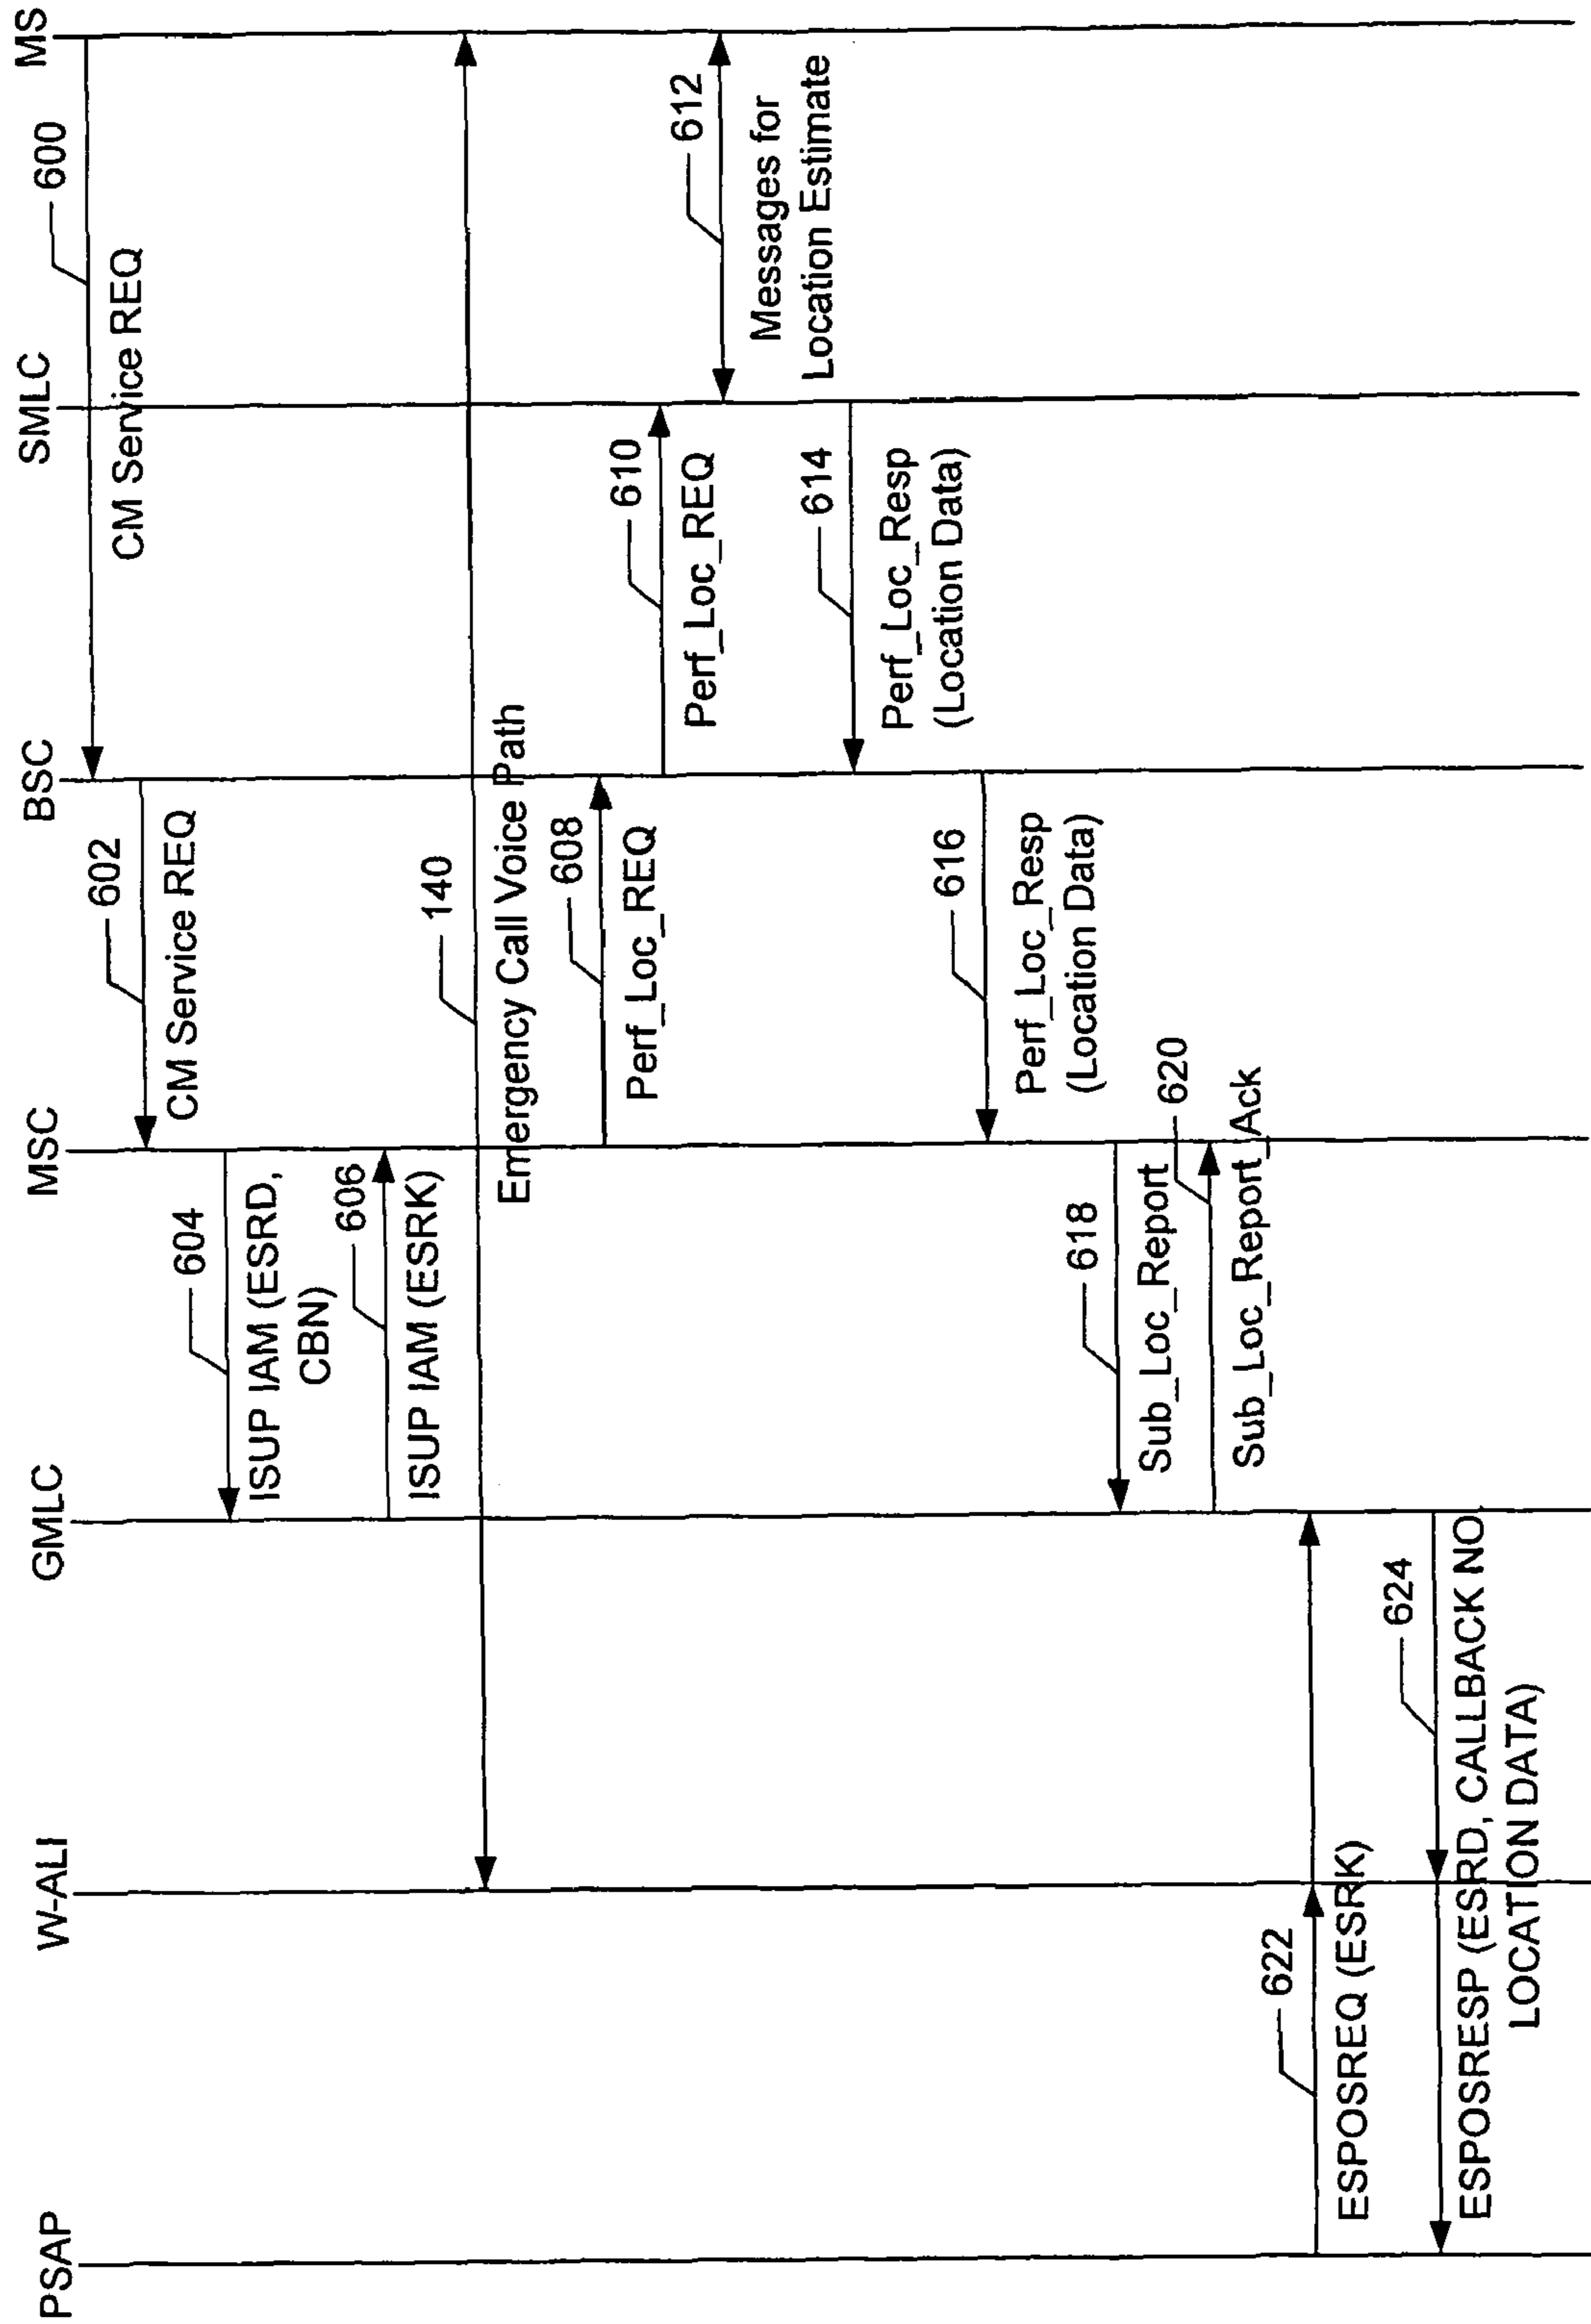 PSAP
W-ALI
GMLC
MSC
BSC
SMLC
MS
600
CM Service REQ
602
CM Service REQ
604
ISUP IAM (ESRD,
CBN)
606
ISUP IAM (ESRK)
140
Emergency Call Voice Path
608
Perf_Loc_REQ
610
Perf_Loc_REQ
612
Messages for
Location Estimate
614
Perf_Loc_Resp
(Location Data)
616
Perf_Loc_Resp
(Location Data)
618
Sub_Loc_Report
620
Sub_Loc_Report_Ack
622
ESPOSREQ (ESRK)
624
ESPOSRESP (ESRD, CALLBACK NO
LOCATION DATA)